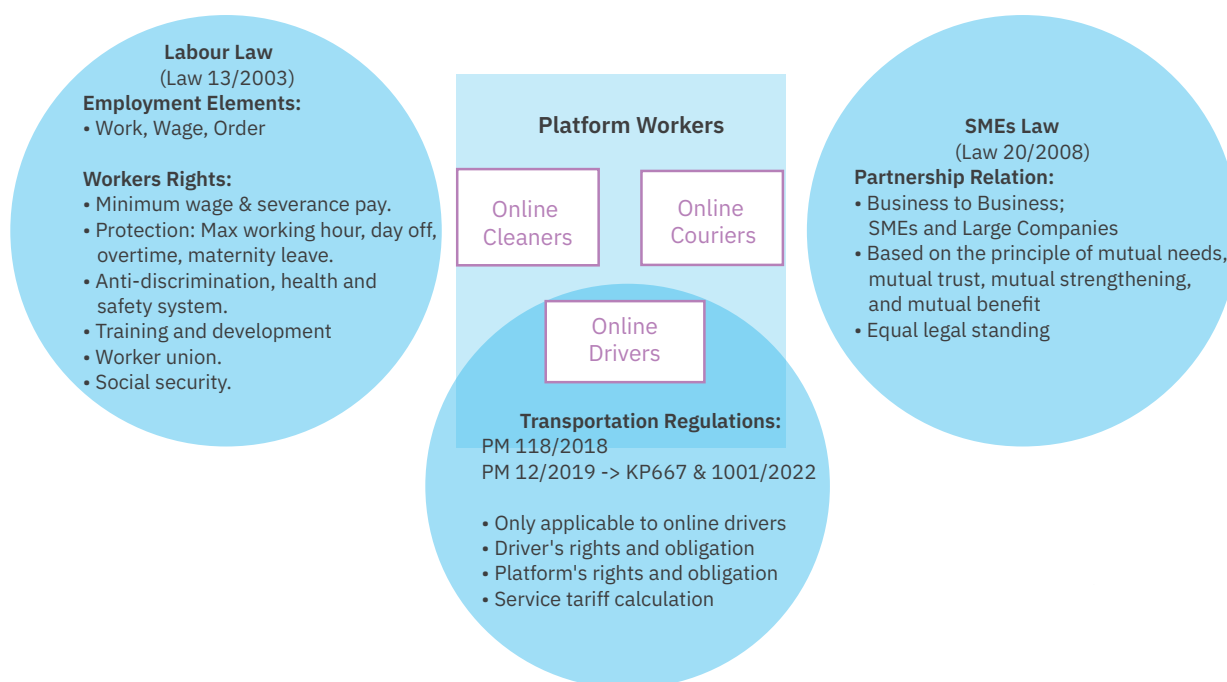 Labour Law
(Law 13/2003)
Employment Elements:
• Work, Wage, Order
Workers Rights:
• Minimum wage & severance pay.
• Protection: Max working hour, day off,
overtime, maternity leave.
• Anti-discrimination, health and
safety system.
• Training and development
• Worker union.
• Social security.
Platform Workers
Online
Cleaners
Online
Couriers
Online
Drivers
Transportation Regulations:
PM 118/2018
PM 12/2019 -> KP667 & 1001/2022
• Only applicable to online drivers
• Driver's rights and obligation
• Platform's rights and obligation
• Service tariff calculation
SMEs Law
(Law 20/2008)
Partnership Relation:
• Business to Business;
SMEs and Large Companies
• Based on the principle of mutual needs,
mutual trust, mutual strengthening,
and mutual benefit
• Equal legal standing